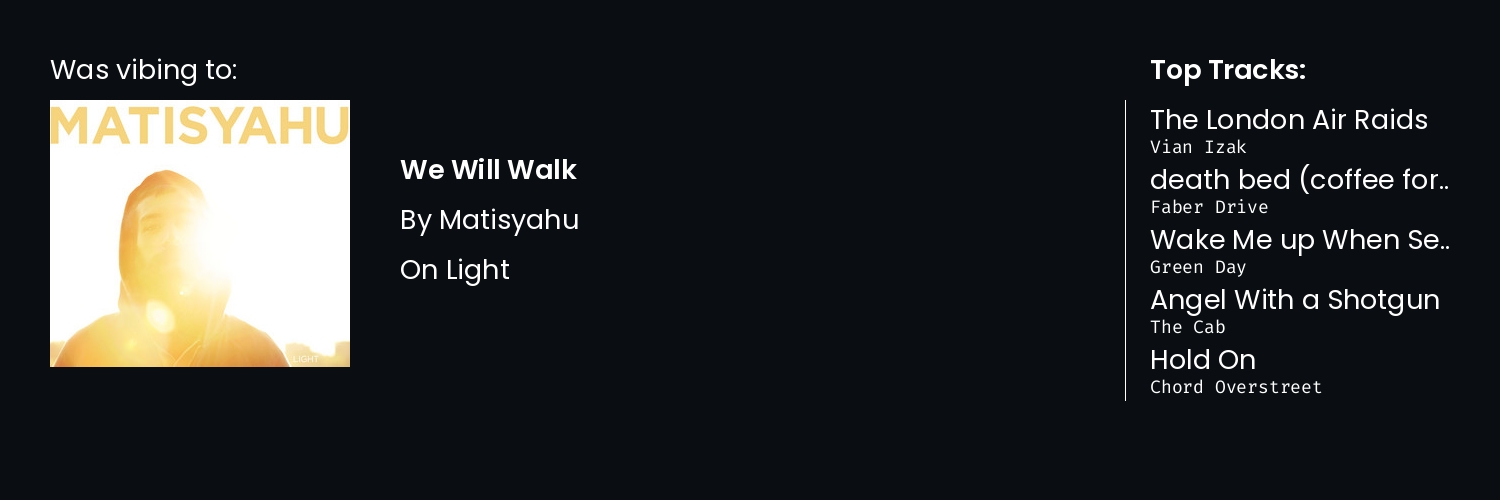 Was vibing to:
MATISYAHU
LIGHT
We Will Walk
By Matisyahu
On Light
Top Tracks:
The London Air Raids
Vian Izak
death bed (coffee for..
Faber Drive
Wake Me up When Se..
Green Day
Angel With a Shotgun
The Cab
Hold On
Chord Overstreet